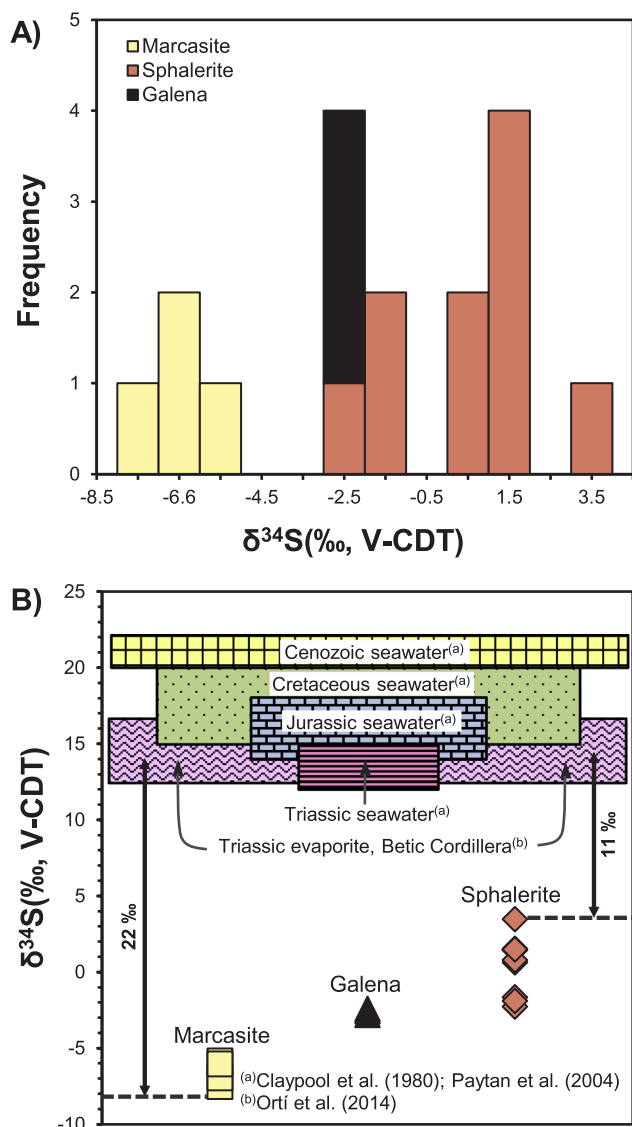 A)
Marcasite
Sphalerite
Galena
Frequency
5
4
3
2
1
0
-8.5 -6.6 -4.5 -2.5 -0.5 1.5 3.5
δ³⁴S(‰, V-CDT)
B)
δ³⁴S(‰, V-CDT)
25
20
15
10
5
0
-5
-10
Cenozoic seawater⁽ᵃ⁾
Cretaceous seawater⁽ᵃ⁾
Jurassic seawater⁽ᵃ⁾
Triassic seawater⁽ᵃ⁾
Triassic evaporite, Betic Cordillera⁽ᵇ⁾
22 ‰
11 ‰
Sphalerite
Galena
Marcasite
⁽ᵃ⁾Claypool et al. (1980); Paytan et al. (2004)
⁽ᵇ⁾Ortí et al. (2014)